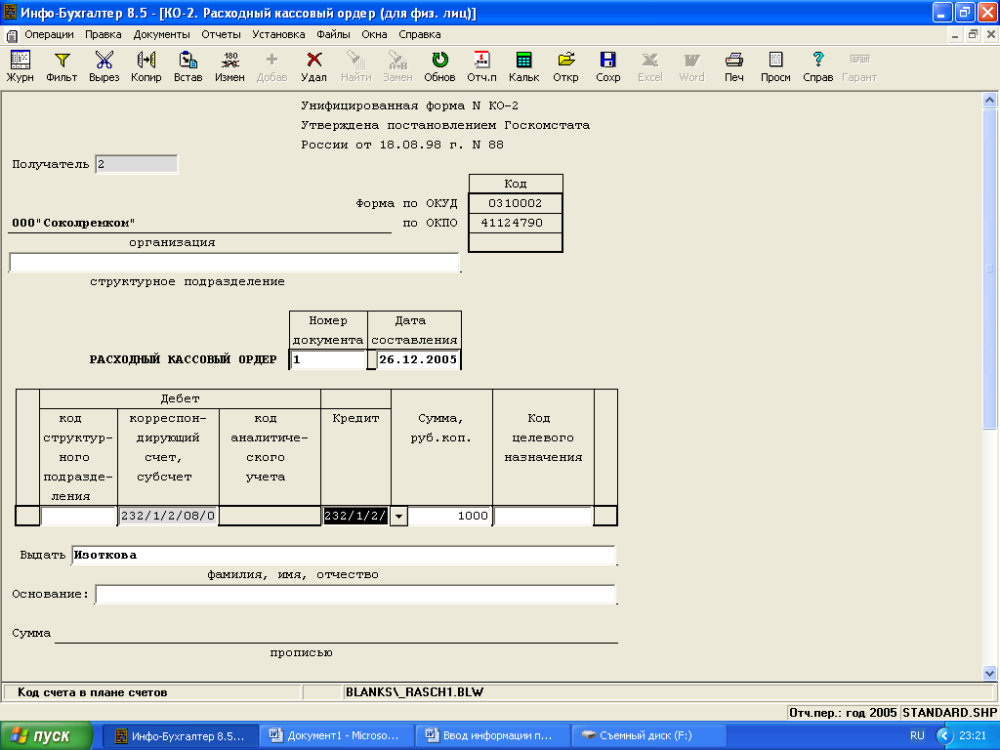 Инфо-Бухгалтер 8.5 - [КО-2. Расходный кассовый ордер (для физ. лиц)]
Операции Правка Документы Отчеты Установка Файлы Окна Справка
Журн Фильт Вырез Копир Встав Измен Добав Удал Найти Замен Обнов Отч.п Кальк Откр Сохр Excel Word Печ Просм Справ Гарант
Унифицированная форма N КО-2
Утверждена постановлением Госкомстата
России от 18.08.98 г. N 88
Получатель 2
Код
Форма по ОКУД 0310002
ООО"Соколремком" по ОКПО 41124790
организация
структурное подразделение
Номер Дата
документа составления
РАСХОДНЫЙ КАССОВЫЙ ОРДЕР 1 26.12.2005
Дебет
код корреспон- код Кредит Сумма, Код
структур- дирующий аналитиче- руб.коп. целевого
ного счет, ского назначения
подразде- субсчет учета
ления
232/1/2/08/0 232/1/2/ 1000
Выдать Изоткова
фамилия, имя, отчество
Основание:
Сумма
прописью
Код счета в плане счетов BLANKS\_RASCH1.BLW
Отч.пер.: год 2005 STANDARD.SHP
пуск Инфо-Бухгалтер 8.5... Документ1 - Microso... Ввод информации п... Съемный диск (F:) RU 23:21